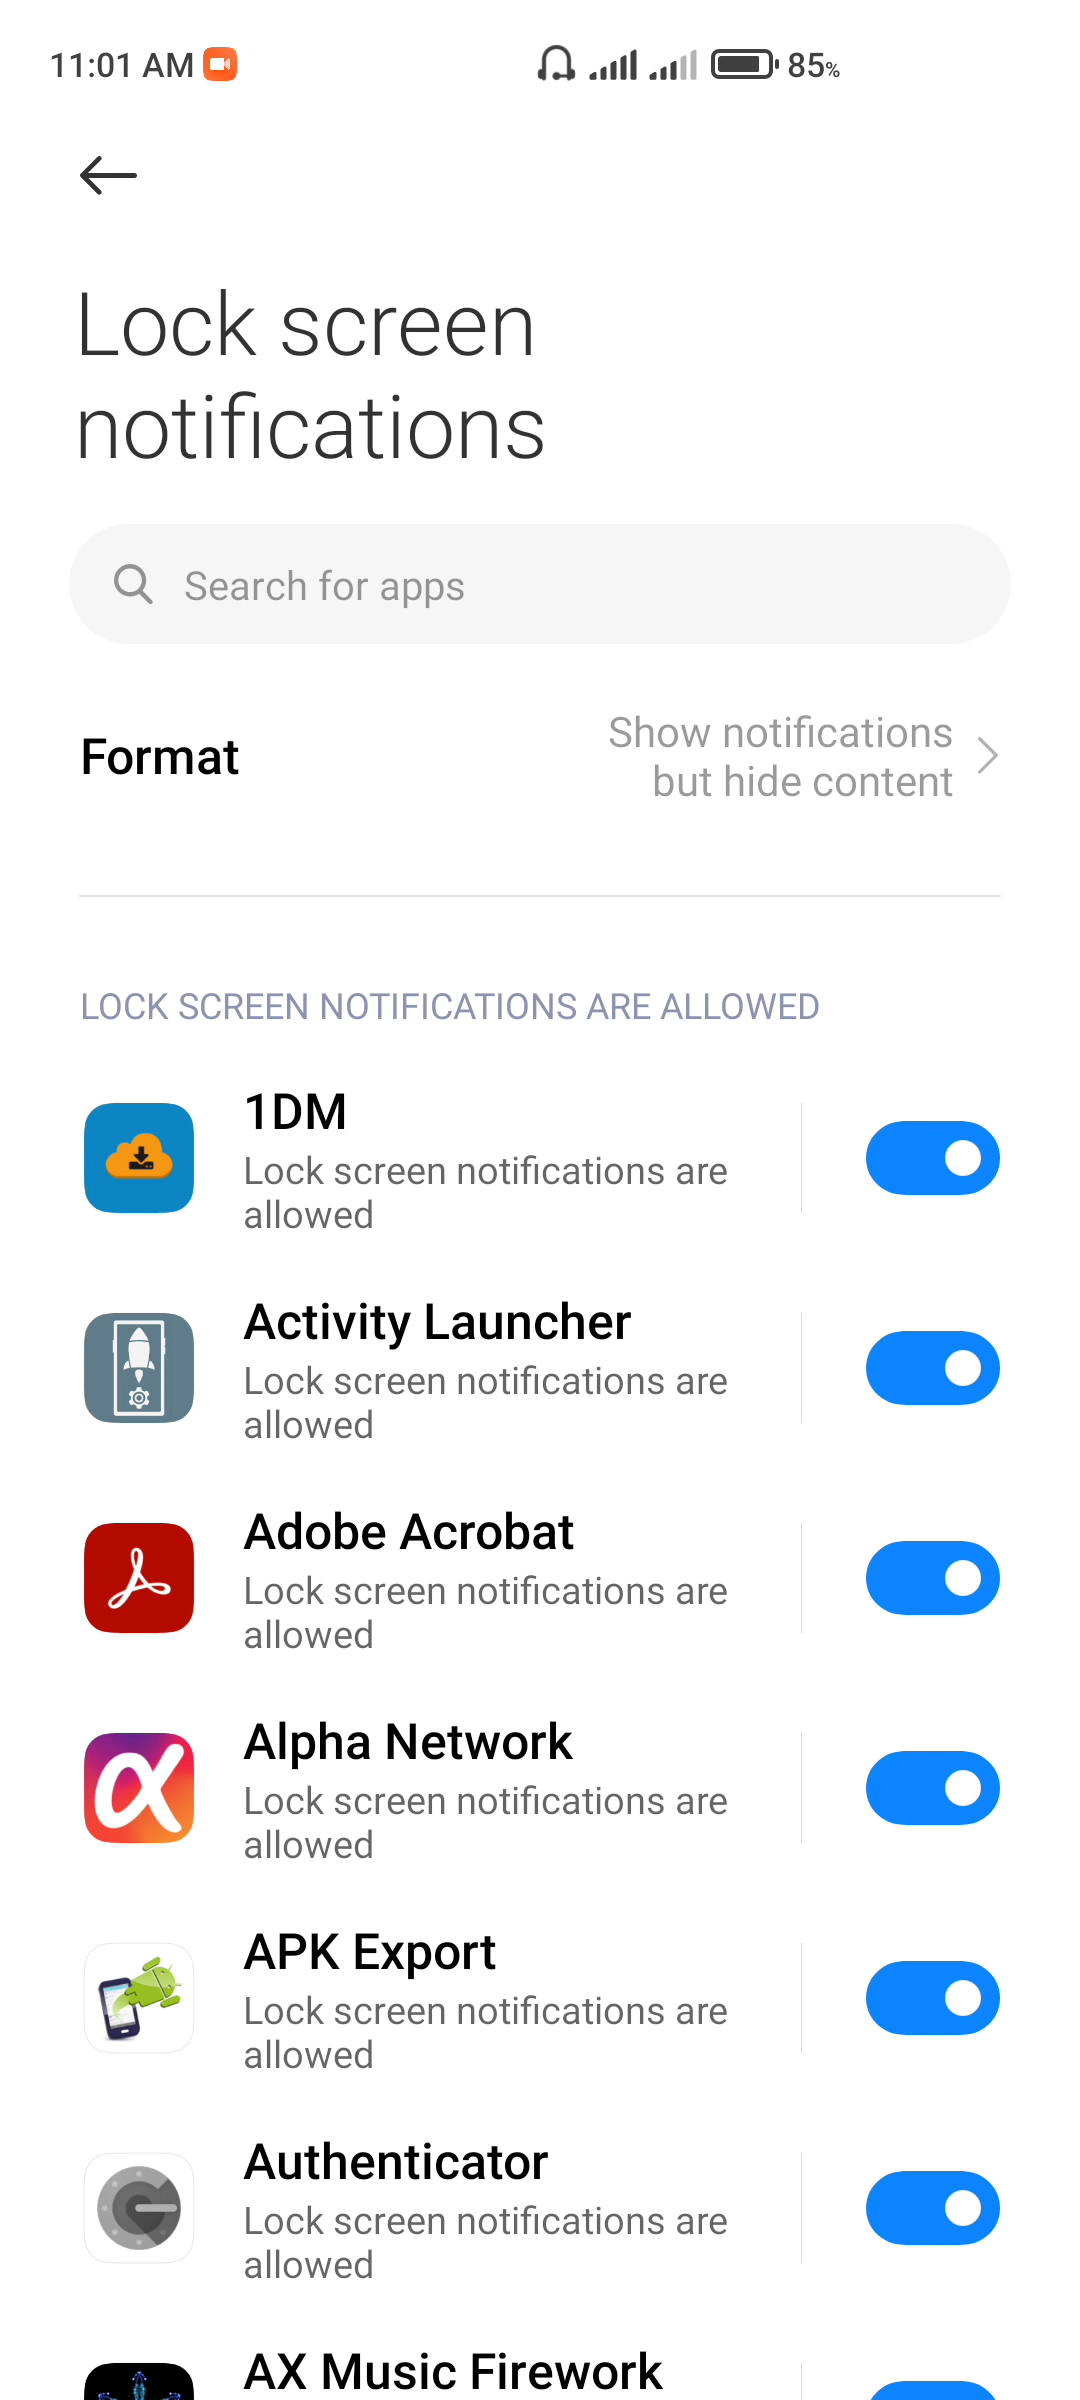 11:01 AM
85%
Lock screen
notifications
Search for apps
Format
Show notifications
but hide content
LOCK SCREEN NOTIFICATIONS ARE ALLOWED
1DM
Lock screen notifications are
allowed
Activity Launcher
Lock screen notifications are
allowed
Adobe Acrobat
Lock screen notifications are
allowed
Alpha Network
Lock screen notifications are
allowed
APK Export
Lock screen notifications are
allowed
Authenticator
Lock screen notifications are
allowed
AX Music Firework